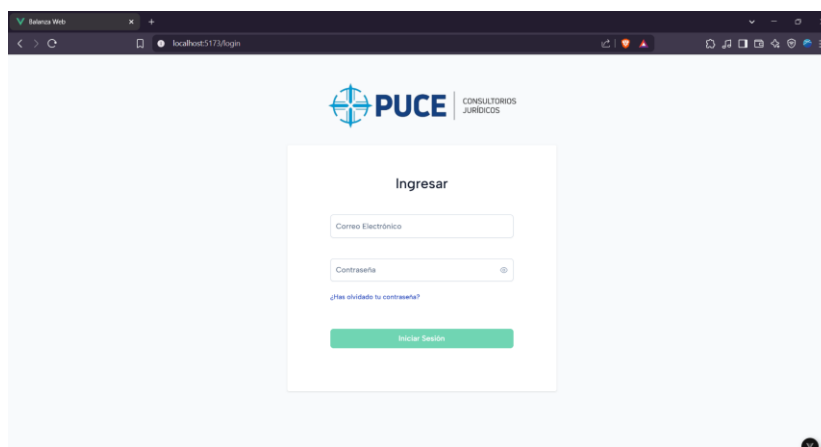 Balanza Web
localhost:5173/login
PUCE
CONSULTORIOS
JURÍDICOS
Ingresar
Correo Electrónico
Contraseña
¿Has olvidado tu contraseña?
Iniciar Sesión